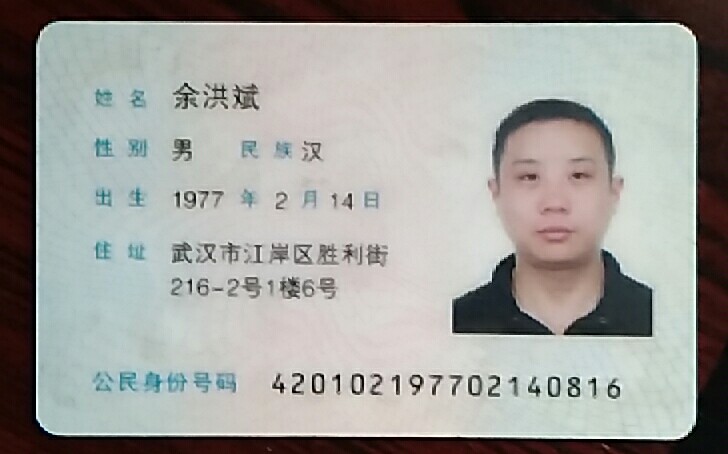 姓名 余洪斌
性别 男 民族 汉
出生 1977 年 2 月 14 日
住址 武汉市江岸区胜利街
216-2号1楼6号
公民身份号码 420102197702140816